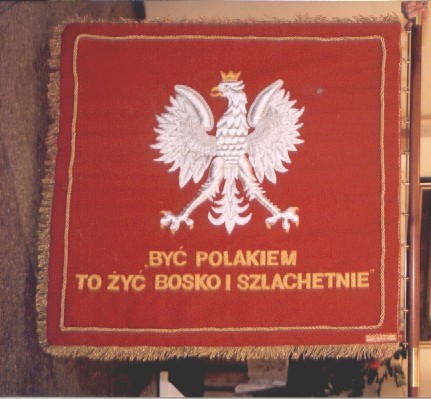 „BYĆ POLAKIEM
TO ŻYĆ BOSKO I SZLACHETNIE"